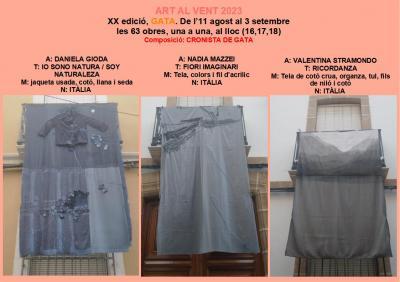 ART AL VENT 2023
XX edició, GATA. De l'11 agost al 3 setembre
les 63 obres, una a una, al lloc (16,17,18)
Composició: CRONISTA DE GATA
A: DANIELA GIODA
T: IO SONO NATURA / SOY
NATURALEZA
M: jaqueta usada, cotó, llana i seda
N: ITÀLIA
A: NADIA MAZZEI
T: FIORI IMAGINARI
M: Tela, colors i fil d'acrílic
N: ITÀLIA
A: VALENTINA STRAMONDO
T: RICORDANZA
M: Tela de cotó crua, organza, tul, fils
de niló i cotó
N: ITÀLIA